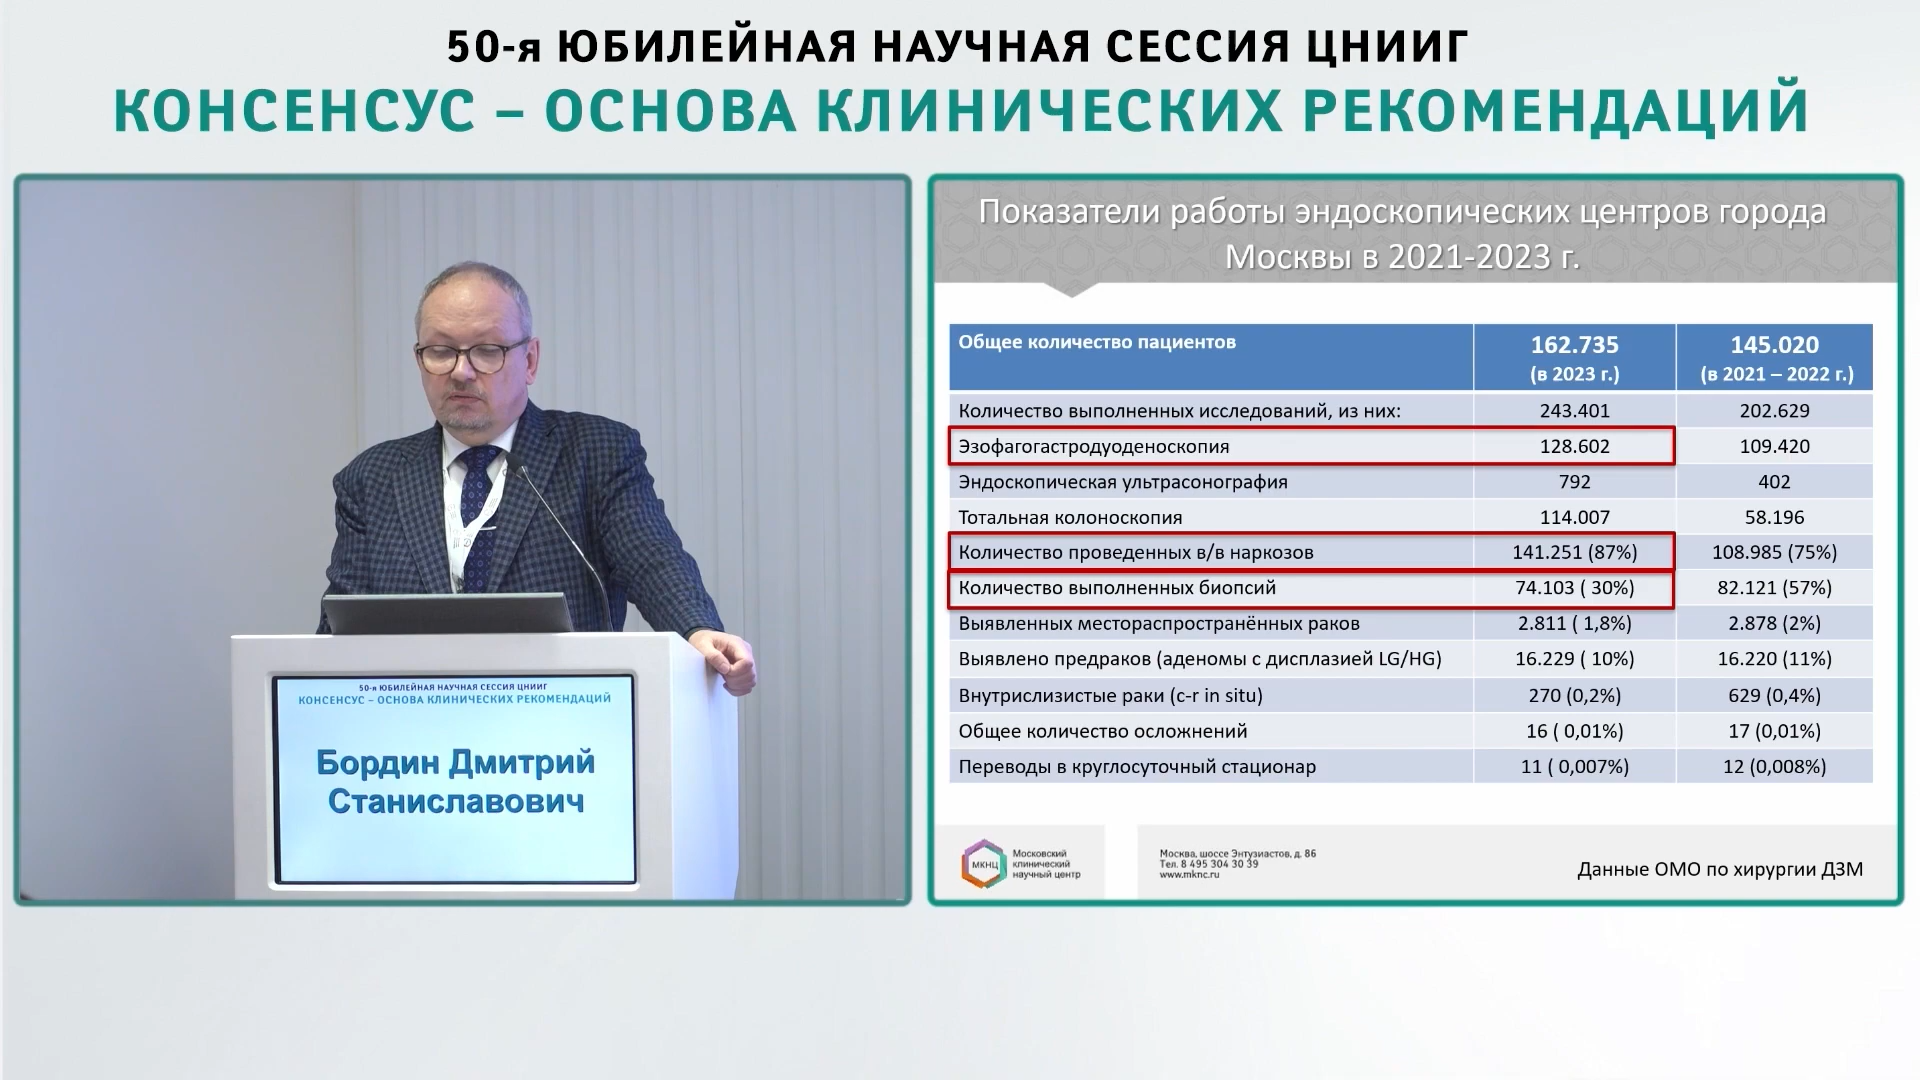 50-я ЮБИЛЕЙНАЯ НАУЧНАЯ СЕССИЯ ЦНИИГ
КОНСЕНСУС – ОСНОВА КЛИНИЧЕСКИХ РЕКОМЕНДАЦИЙ
50-я ЮБИЛЕЙНАЯ НАУЧНАЯ СЕССИЯ ЦНИИГ
КОНСЕНСУС – ОСНОВА КЛИНИЧЕСКИХ РЕКОМЕНДАЦИЙ
Бордин Дмитрий
Станиславович
Показатели работы эндоскопических центров города
Москвы в 2021-2023 г.
Общее количество пациентов 162.735 145.020
(в 2023 г.) (в 2021 – 2022 г.)
Количество выполненных исследований, из них: 243.401 202.629
Эзофагогастродуоденоскопия 128.602 109.420
Эндоскопическая ультрасонография 792 402
Тотальная колоноскопия 114.007 58.196
Количество проведенных в/в наркозов 141.251 (87%) 108.985 (75%)
Количество выполненных биопсий 74.103 ( 30%) 82.121 (57%)
Выявленных местораспространённых раков 2.811 ( 1,8%) 2.878 (2%)
Выявлено предраков (аденомы с дисплазией LG/HG) 16.229 ( 10%) 16.220 (11%)
Внутрислизистые раки (c-r in situ) 270 (0,2%) 629 (0,4%)
Общее количество осложнений 16 ( 0,01%) 17 (0,01%)
Переводы в круглосуточный стационар 11 ( 0,007%) 12 (0,008%)
МКНЦ
Московский
клинический
научный центр
Москва, шоссе Энтузиастов, д. 86
Тел. 8 495 304 30 39
www.mknc.ru
Данные ОМО по хирургии ДЗМ